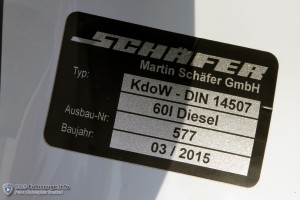 SCHÄFER
Martin Schäfer GmbH
Typ: KdoW - DIN 14507
60l Diesel
Ausbau-Nr: 577
Baujahr: 03 / 2015